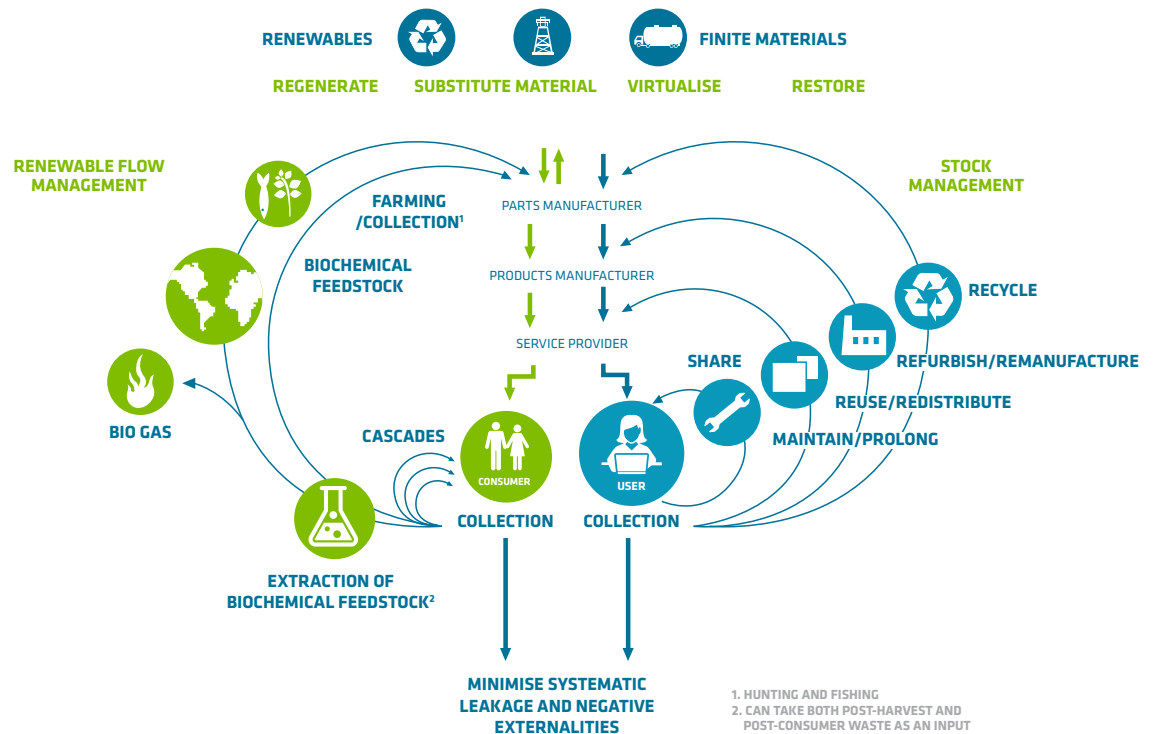 RENEWABLES
FINITE MATERIALS
REGENERATE
SUBSTITUTE MATERIAL
VIRTUALISE
RESTORE
RENEWABLE FLOW
MANAGEMENT
STOCK
MANAGEMENT
FARMING
/COLLECTION¹
PARTS MANUFACTURER
BIOCHEMICAL
FEEDSTOCK
PRODUCTS MANUFACTURER
RECYCLE
SERVICE PROVIDER
SHARE
REFURBISH/REMANUFACTURE
REUSE/REDISTRIBUTE
BIO GAS
CASCADES
MAINTAIN/PROLONG
CONSUMER
USER
COLLECTION
COLLECTION
EXTRACTION OF
BIOCHEMICAL FEEDSTOCK²
MINIMISE SYSTEMATIC
LEAKAGE AND NEGATIVE
EXTERNALITIES
1. HUNTING AND FISHING
2. CAN TAKE BOTH POST-HARVEST AND
POST-CONSUMER WASTE AS AN INPUT